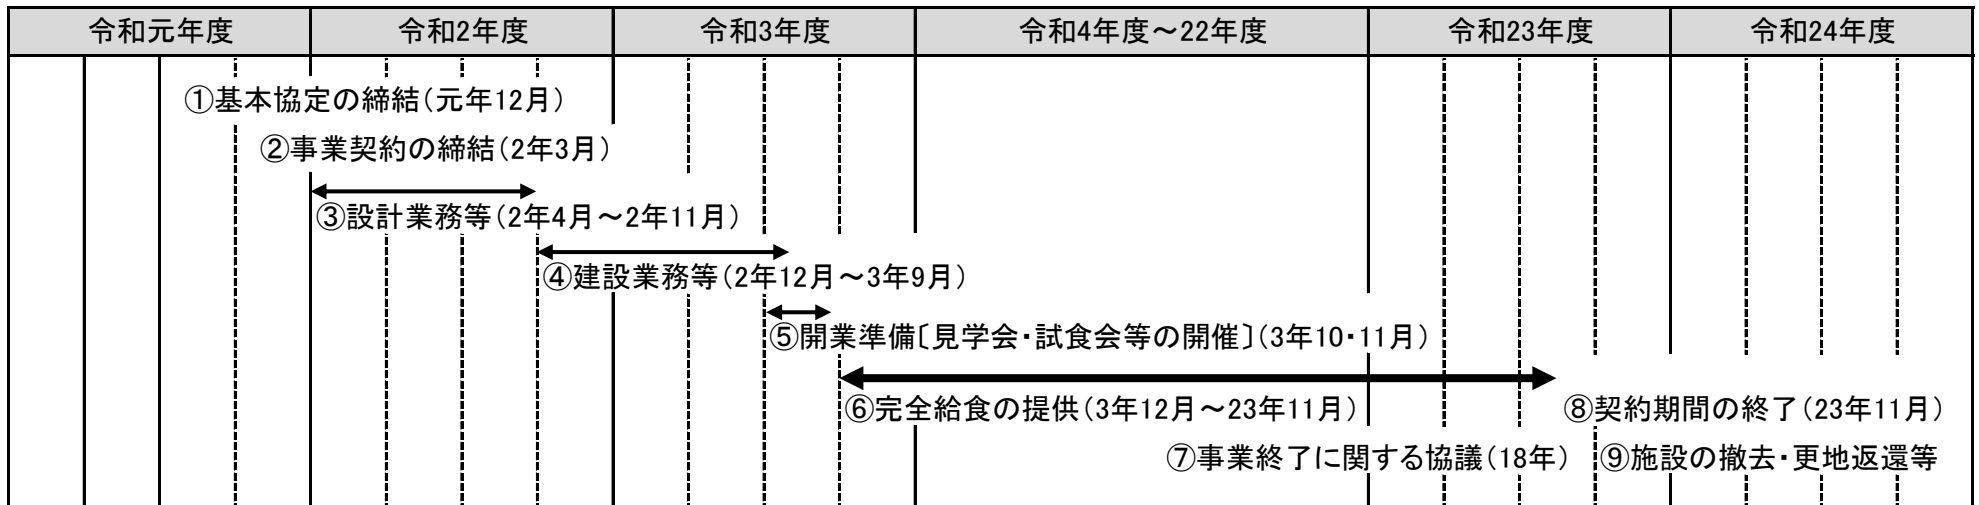 令和元年度 令和2年度 令和3年度 令和4年度～22年度 令和23年度 令和24年度
①基本協定の締結（元年12月）
②事業契約の締結（2年3月）
③設計業務等（2年4月～2年11月）
④建設業務等（2年12月～3年9月）
⑤開業準備〔見学会・試食会等の開催〕（3年10・11月）
⑥完全給食の提供（3年12月～23年11月） ⑧契約期間の終了（23年11月）
⑦事業終了に関する協議（18年） ⑨施設の撤去・更地返還等